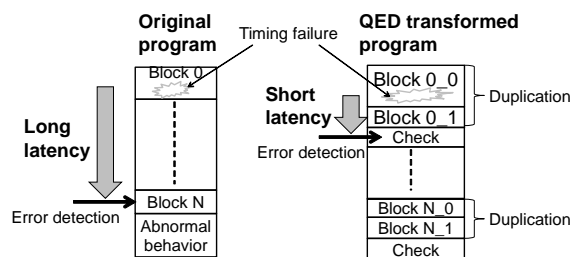 Original
program
Timing failure
QED transformed
program
Block 0
Long
latency
Error detection
Block N
Abnormal
behavior
Short
latency
Error detection
Block 0_0
Block 0_1
Check
Duplication
Block N_0
Block N_1
Check
Duplication